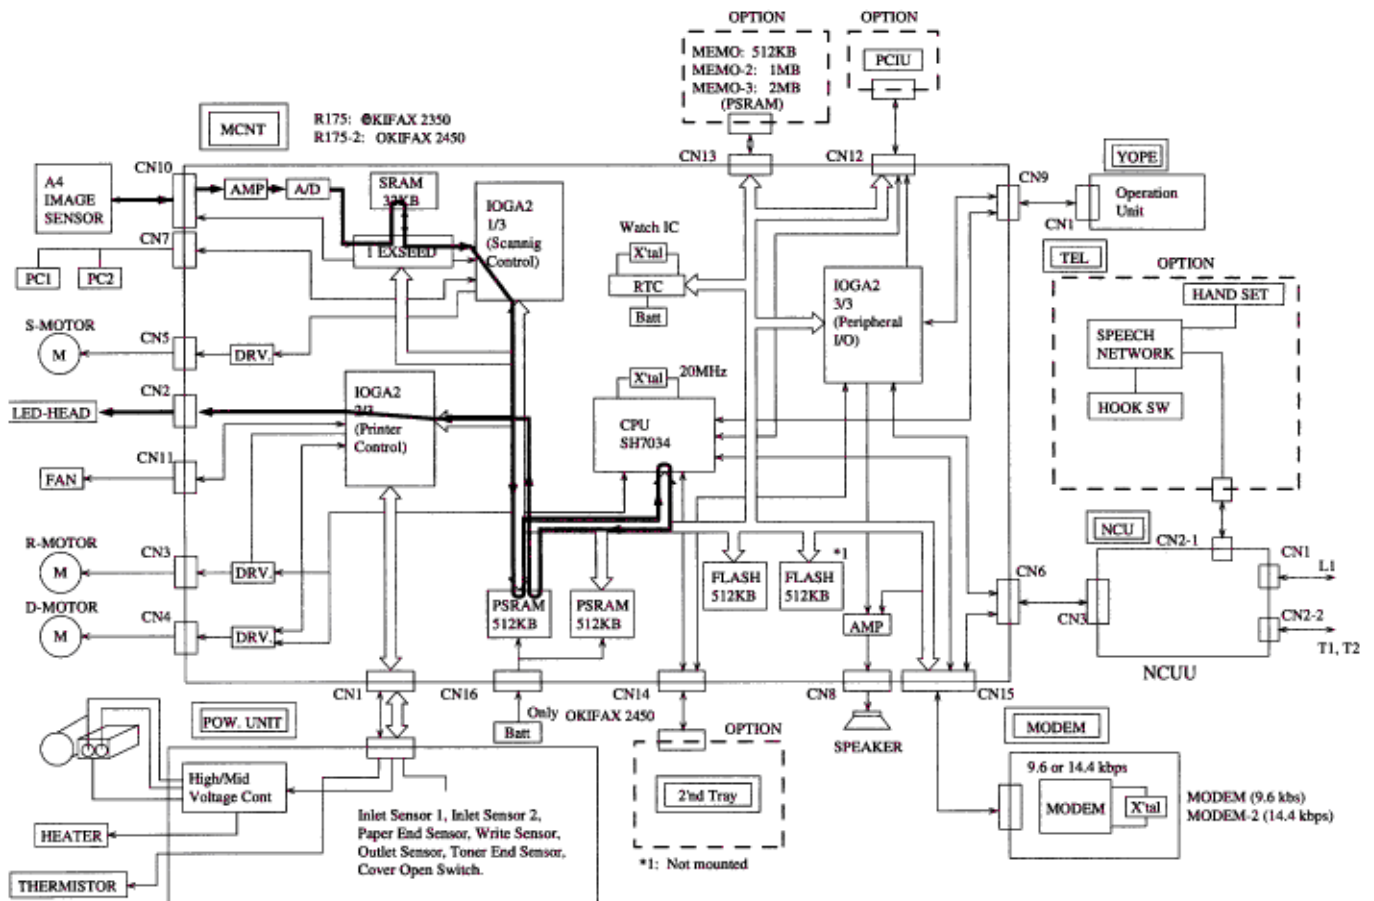 OPTION
OPTION
MEMO: 512KB
MEMO-2: 1MB
MEMO-3: 2MB
(PSRAM)
PCIU
MCNT
R175: OKIFAX 2350
R175-2: OKIFAX 2450
CN10
CN13
CN12
YOPE
A4
IMAGE
SENSOR
AMP
A/D
SRAM
32KB
IOGA2
1/3
(Scannig
Control)
CN9
Operation
Unit
CN1
CN7
1 EXSEED
Watch IC
X'tal
RTC
Batt
IOGA2
3/3
(Peripheral
I/O)
TEL
OPTION
HAND SET
PC1
PC2
S-MOTOR
M
CN5
DRV.
SPEECH
NETWORK
HOOK SW
CN2
LED-HEAD
IOGA2
2/3
(Printer
Control)
X'tal
20MHz
CPU
SH7034
CN11
FAN
R-MOTOR
M
CN3
DRV.
D-MOTOR
M
CN4
DRV.
PSRAM
512KB
PSRAM
512KB
FLASH
512KB
*1
FLASH
512KB
AMP
NCU
CN2-1
CN1
L1
CN6
CN3
CN2-2
T1, T2
NCUU
CN1
CN16
CN14
CN8
CN15
POW. UNIT
Only OKIFAX 2450
Batt
OPTION
SPEAKER
MODEM
High/Mid
Voltage Cont
2'nd Tray
9.6 or 14.4 kbps
MODEM
X'tal
MODEM (9.6 kbs)
MODEM-2 (14.4 kbps)
HEATER
Inlet Sensor 1, Inlet Sensor 2,
Paper End Sensor, Write Sensor,
Outlet Sensor, Toner End Sensor,
Cover Open Switch.
*1: Not mounted
THERMISTOR